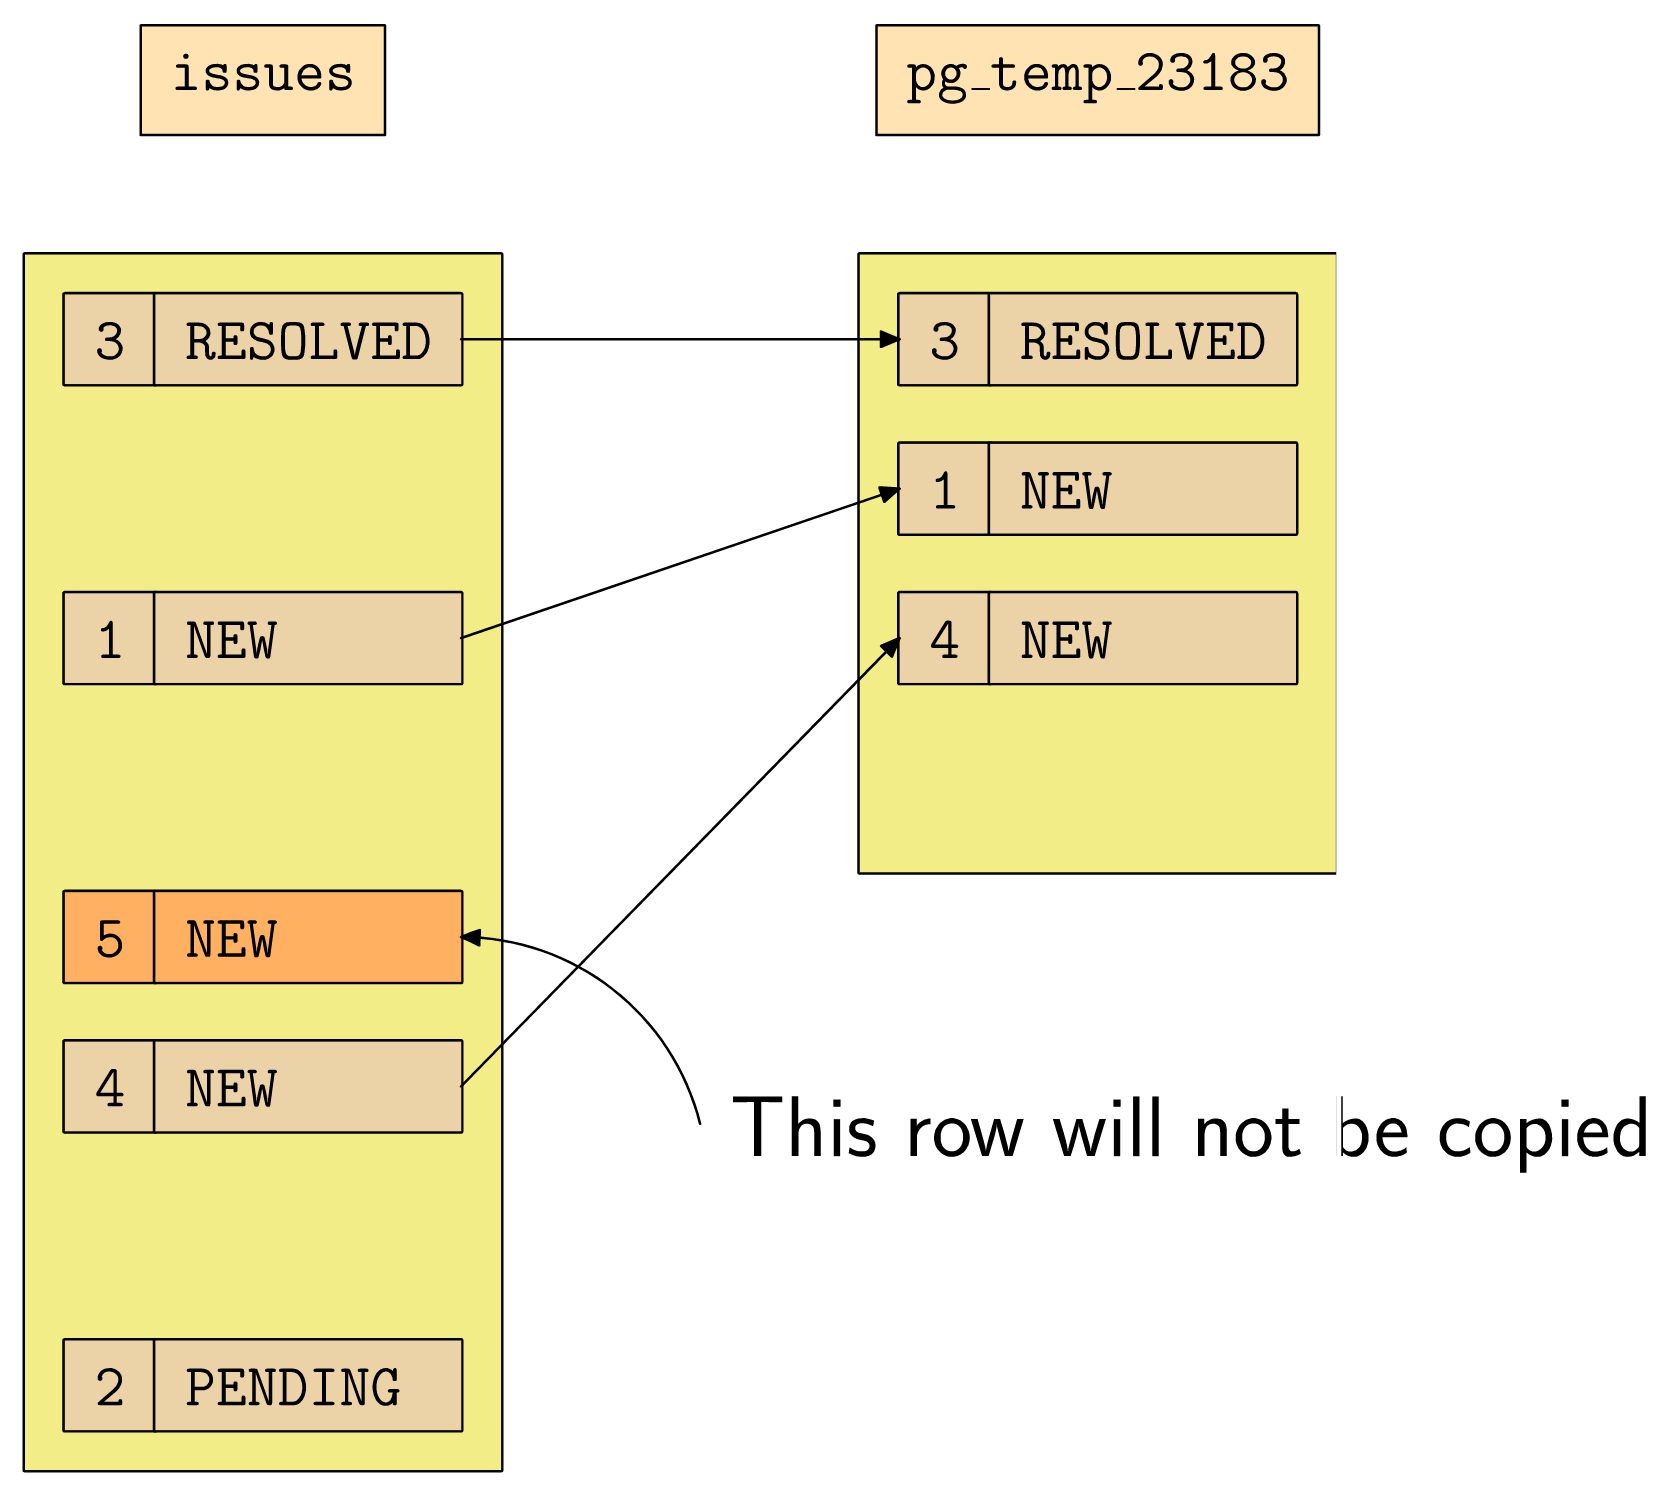 issues
pg_temp_23183
3 RESOLVED
3 RESOLVED
1 NEW
1 NEW
4 NEW
5 NEW
4 NEW
This row will not be copied
2 PENDING